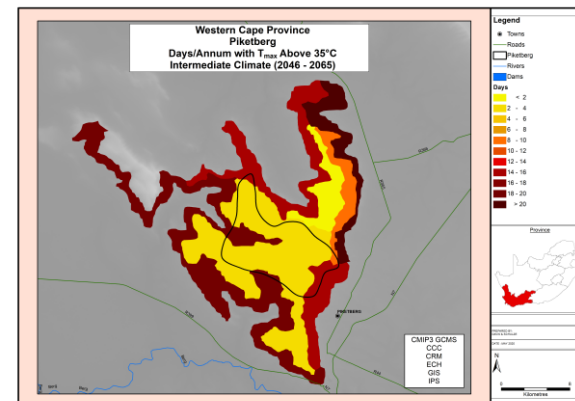 Western Cape Province
Piketberg
Days/Annum with Tmax Above 35°C
Intermediate Climate (2046 - 2065)
Legend
Towns
Roads
Piketberg
Rivers
Dams
Days
< 2
2 - 4
4 - 6
6 - 8
8 - 10
10 - 12
12 - 14
14 - 16
16 - 18
18 - 20
> 20
Province
N
Kilometres
PIKETBERG
CMIP3 GCMS
CCC
CRM
ECH
GIS
IPS